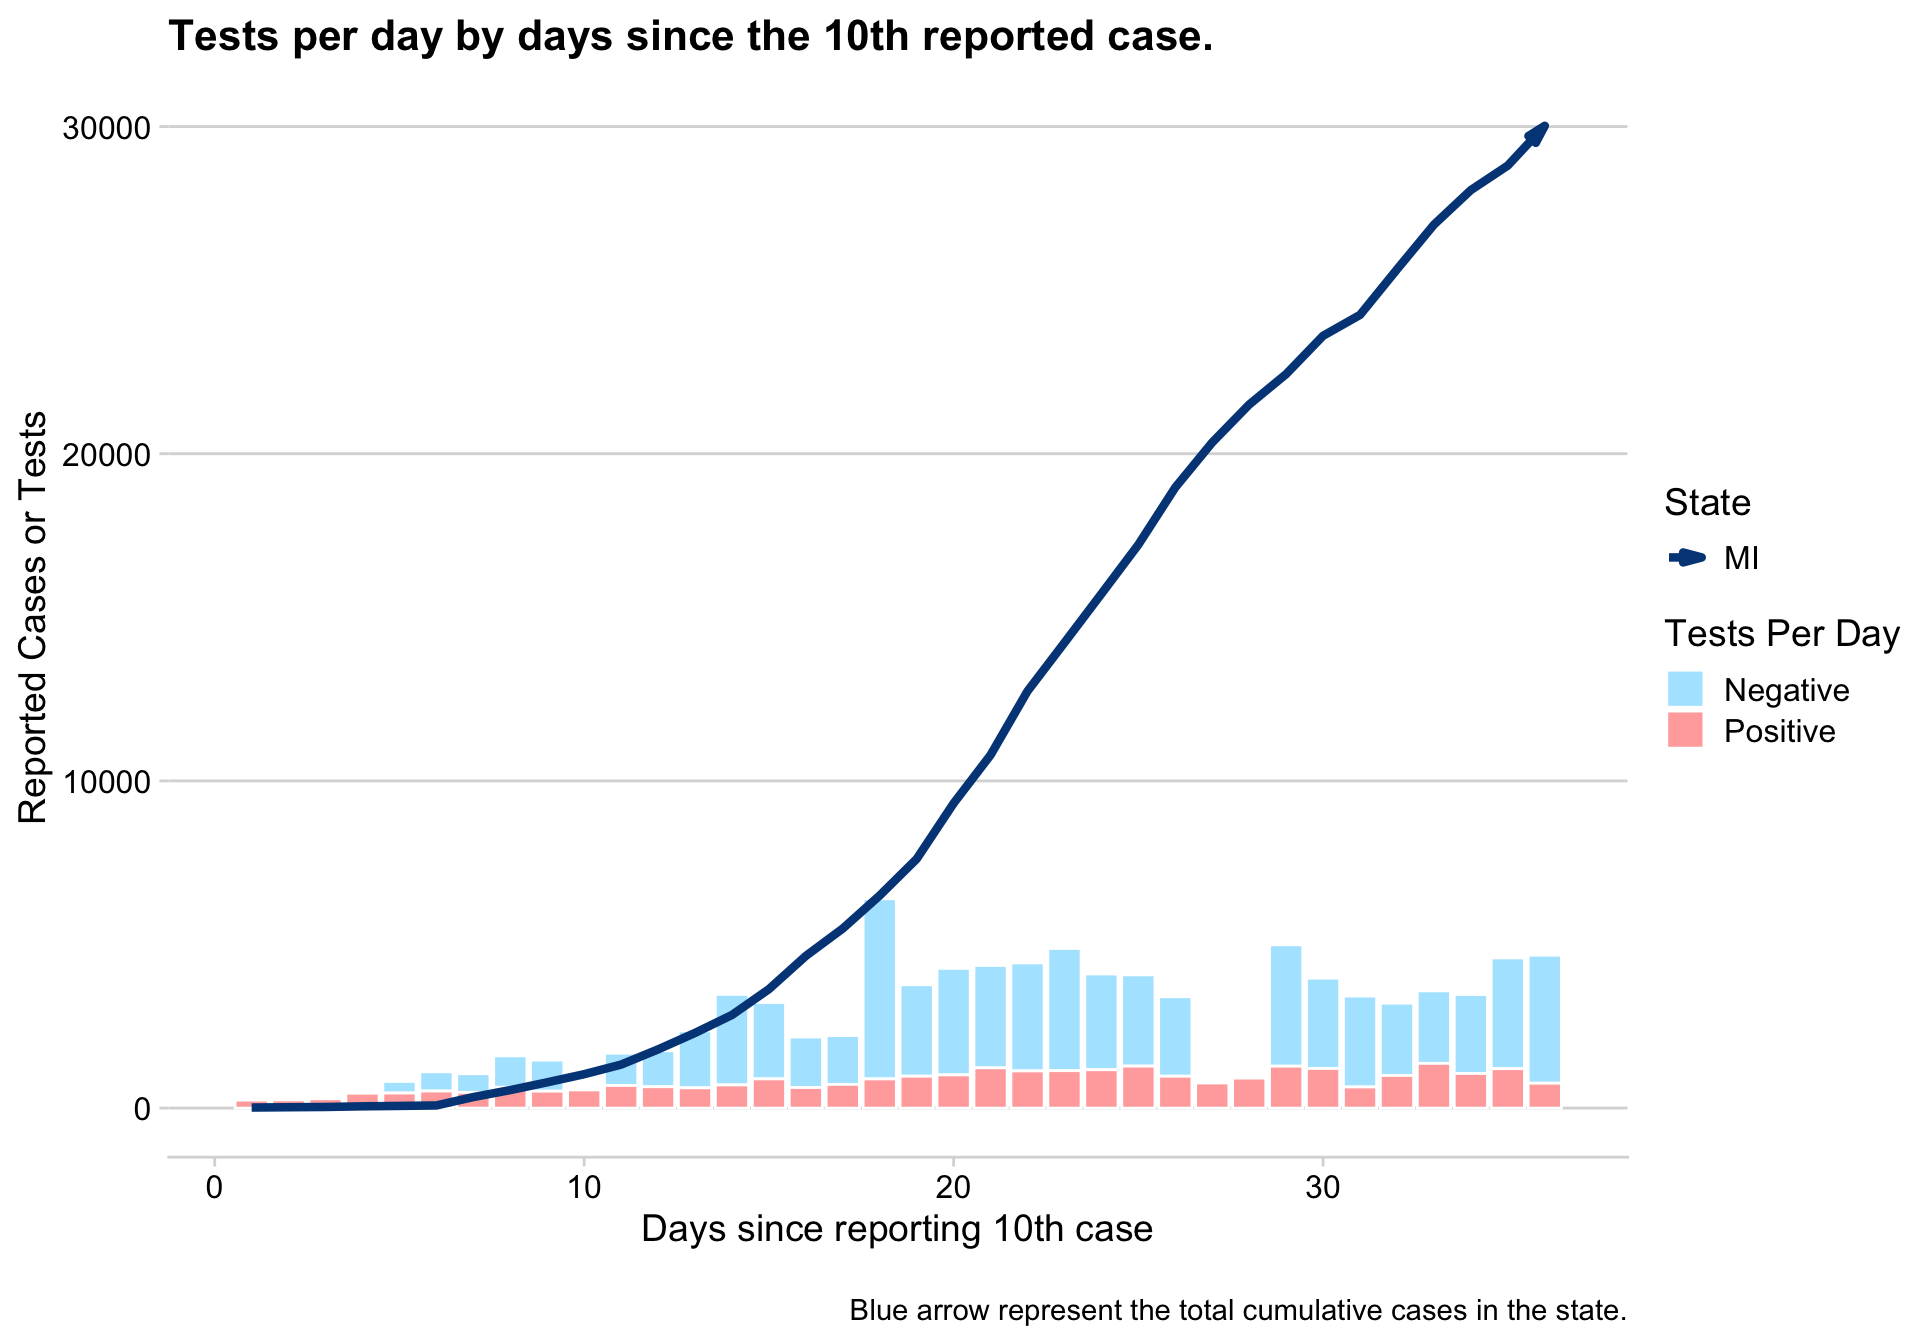 Tests per day by days since the 10th reported case.
30000
20000
10000
0
Reported Cases or Tests
0
10
20
30
Days since reporting 10th case
State
MI
Tests Per Day
Negative
Positive
Blue arrow represent the total cumulative cases in the state.